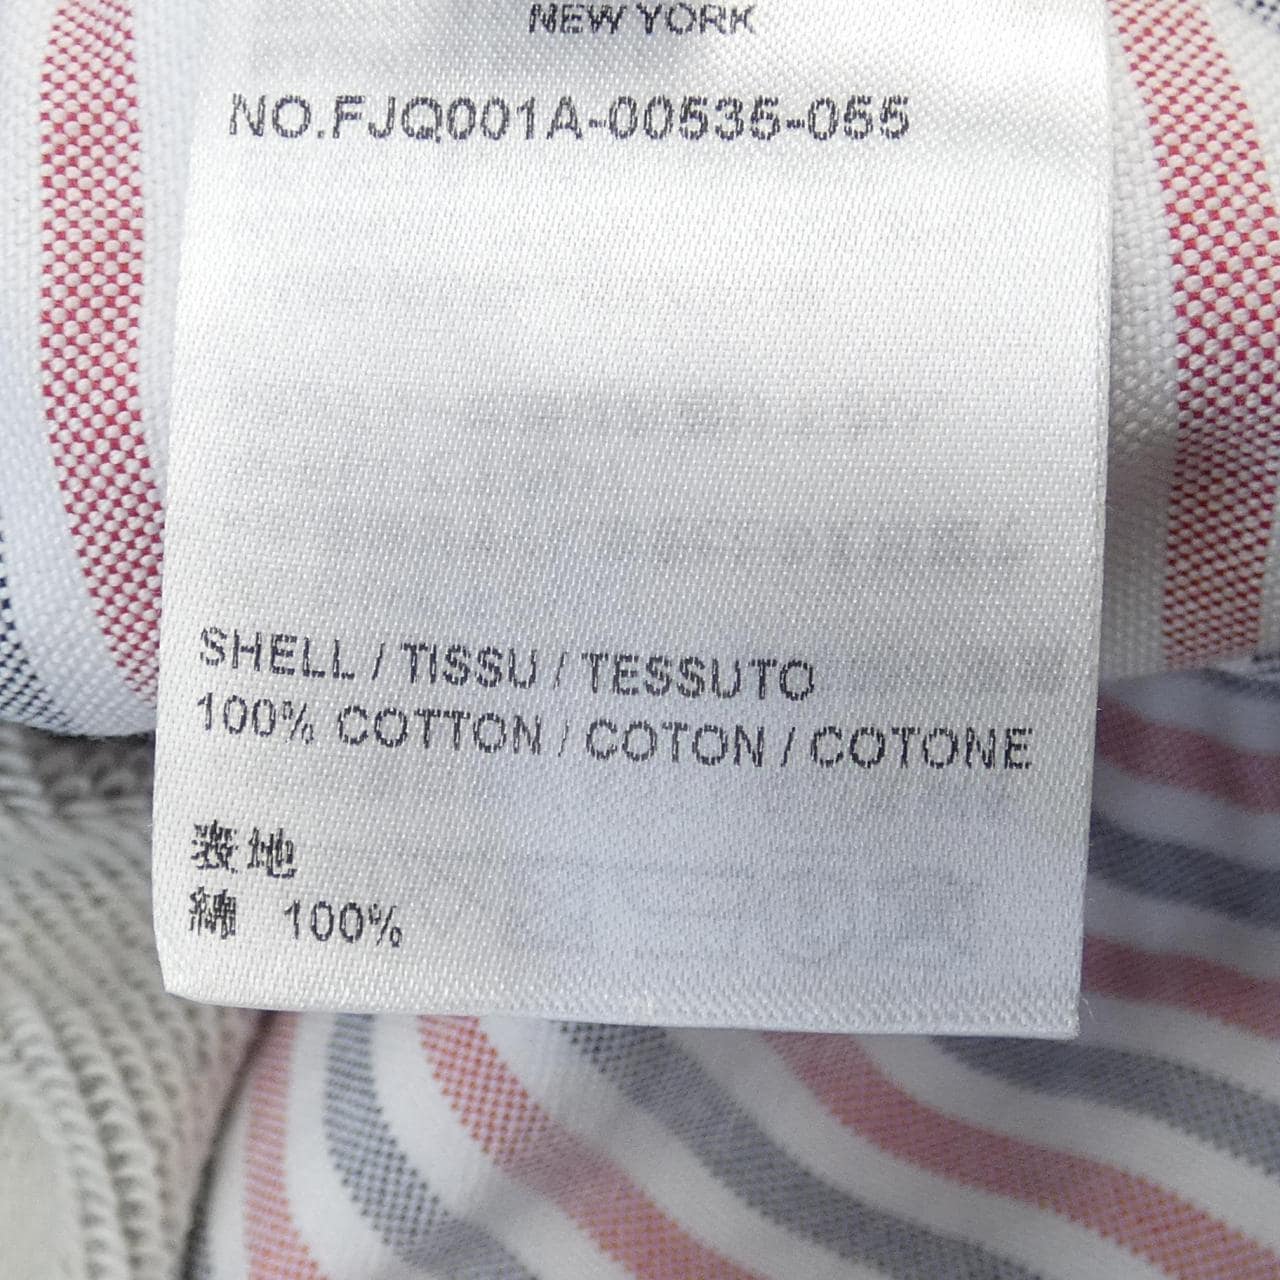 NEW YORK
NO.FJQ001A-00535-055
SHELL / TISSU / TESSUTO
100% COTTON / COTON / COTONE
表地
綿 100%